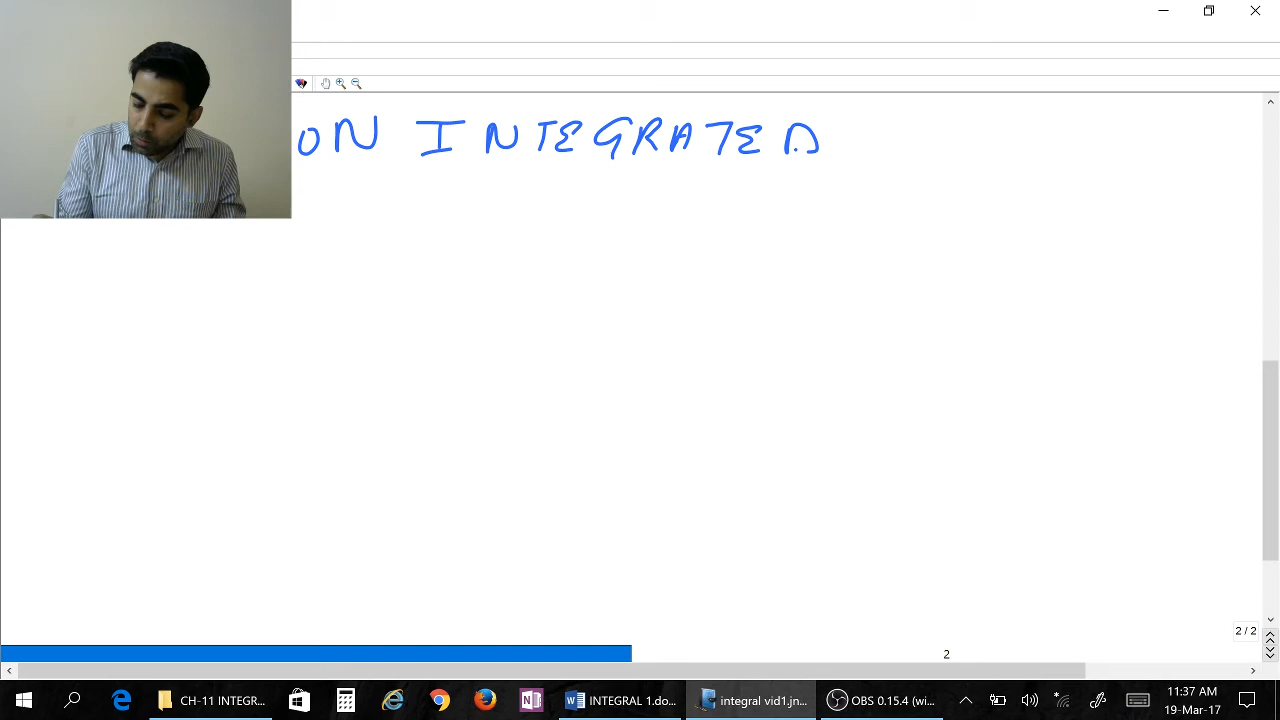 ON INTEGRATED
2 / 2
2
CH-11 INTEGR...
INTEGRAL 1.do...
integral vid1.jn...
OBS 0.15.4 (wi...
11:37 AM
19-Mar-17